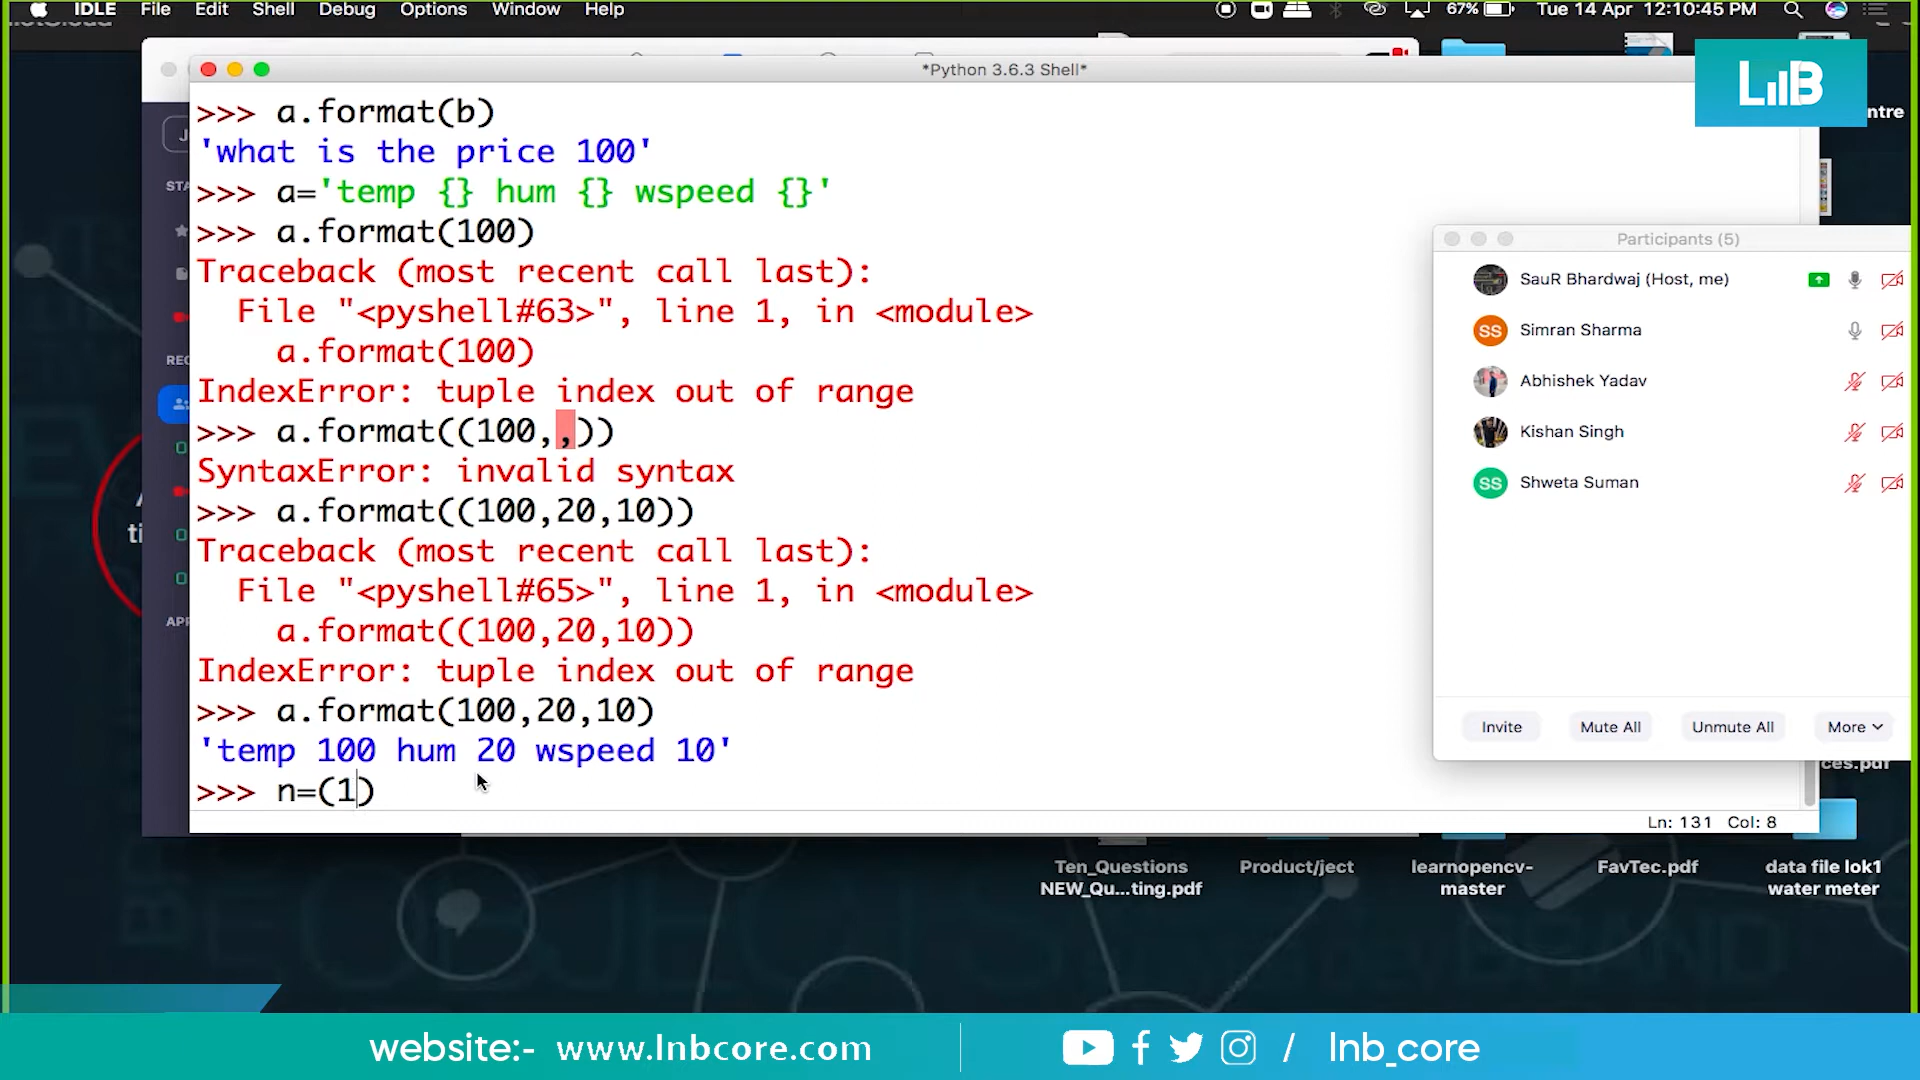 IDLE File Edit Shell Debug Options Window Help
67% Tue 14 Apr 12:10:45 PM
*Python 3.6.3 Shell*
LnB
>>> a.format(b)
'what is the price 100'
>>> a='temp {} hum {} wspeed {}'
>>> a.format(100)
Traceback (most recent call last):
File "<pyshell#63>", line 1, in <module>
a.format(100)
IndexError: tuple index out of range
>>> a.format((100,,))
SyntaxError: invalid syntax
>>> a.format((100,20,10))
Traceback (most recent call last):
File "<pyshell#65>", line 1, in <module>
a.format((100,20,10))
IndexError: tuple index out of range
>>> a.format(100,20,10)
'temp 100 hum 20 wspeed 10'
>>> n=(1)
Ln: 131 Col: 8
Participants (5)
SauR Bhardwaj (Host, me)
SS Simran Sharma
Abhishek Yadav
Kishan Singh
SS Shweta Suman
Invite Mute All Unmute All More
Ten_Questions
NEW_Qu...ting.pdf
Product/ject
learnopencv-
master
FavTec.pdf
data file lok1
water meter
website:- www.lnbcore.com
/ lnb_core